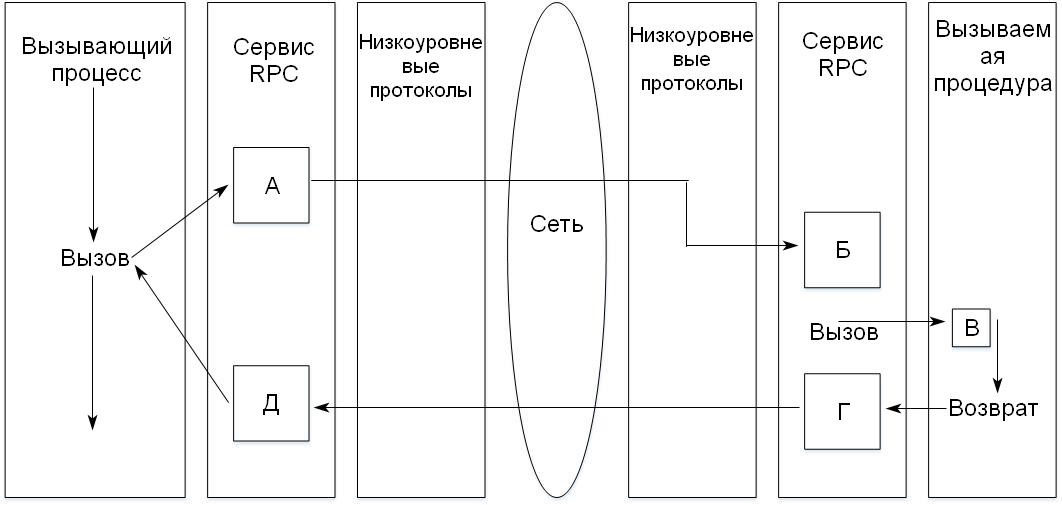 Вызывающий
процесс
Сервис
RPC
Низкоуровне
вые
протоколы
Низкоуровне
вые
протоколы
Сервис
RPC
Вызываем
ая
процедура
А
Сеть
Вызов
Б
Вызов
В
Д
Г
Возврат